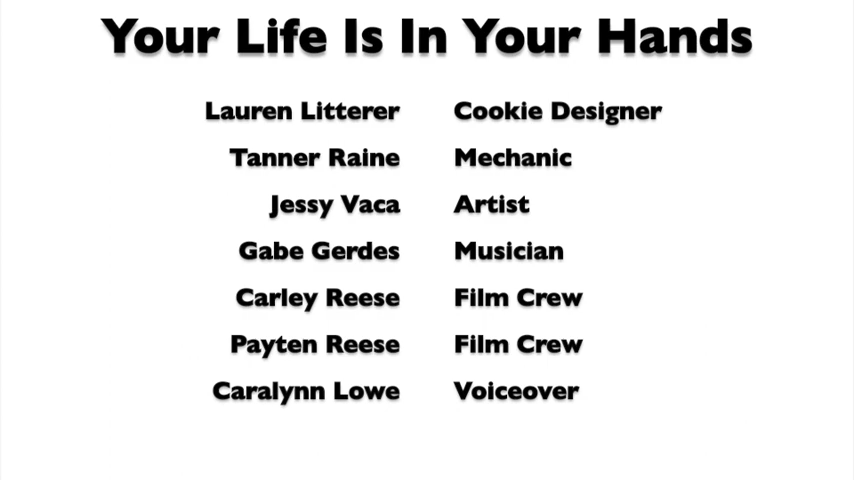 Your Life Is In Your Hands
Lauren Litterer Cookie Designer
Tanner Raine Mechanic
Jessy Vaca Artist
Gabe Gerdes Musician
Carley Reese Film Crew
Payten Reese Film Crew
Caralynn Lowe Voiceover